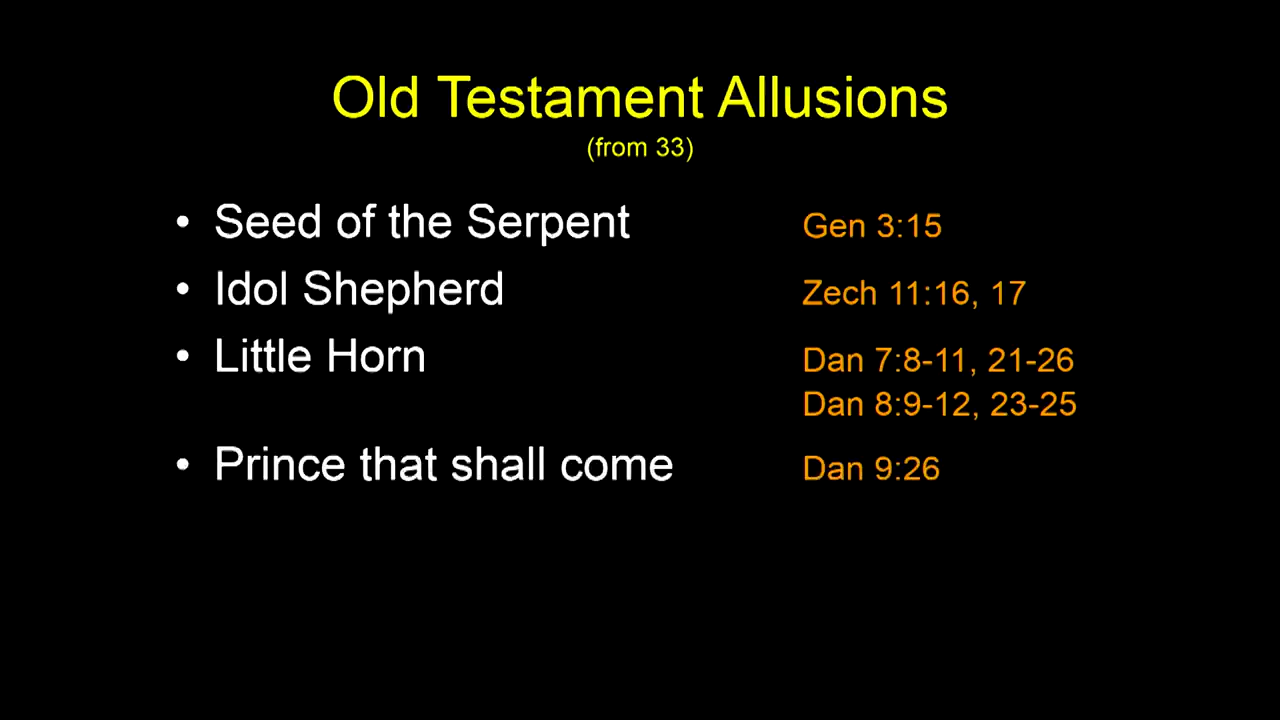 Old Testament Allusions
(from 33)
• Seed of the Serpent Gen 3:15
• Idol Shepherd Zech 11:16, 17
• Little Horn Dan 7:8-11, 21-26
Dan 8:9-12, 23-25
• Prince that shall come Dan 9:26